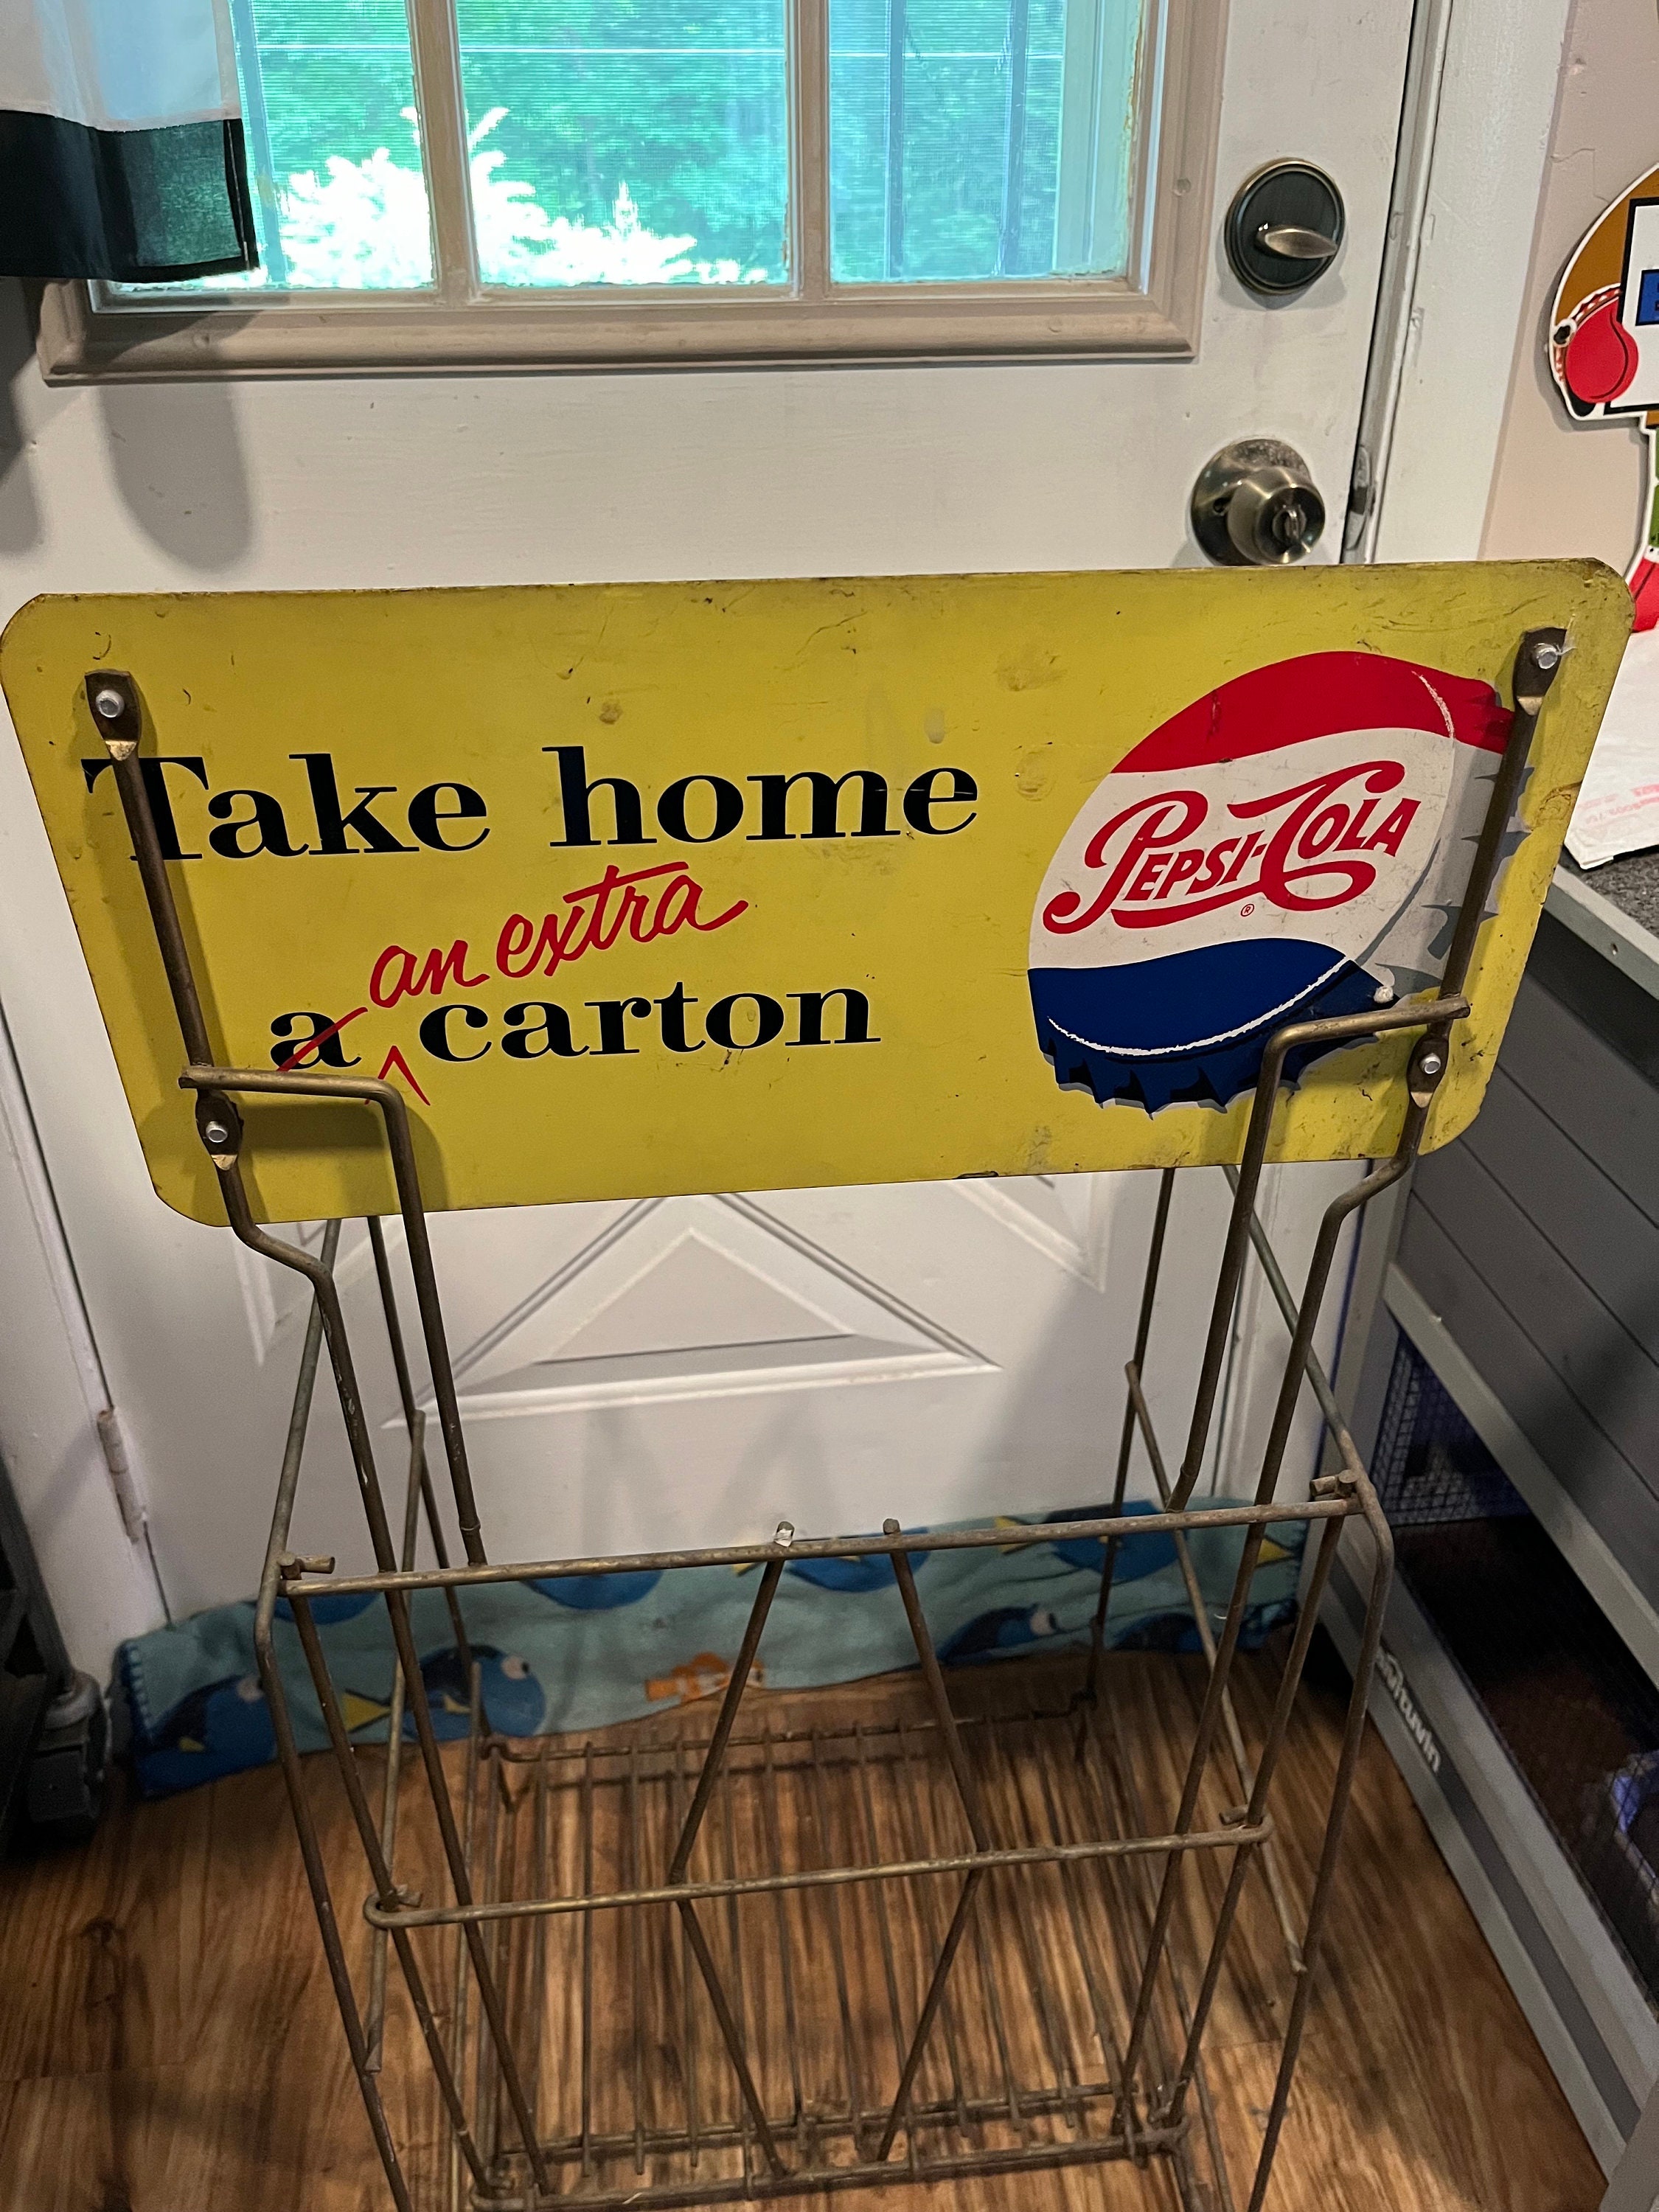 Take home
an extra
a carton
PEPSI-COLA
®